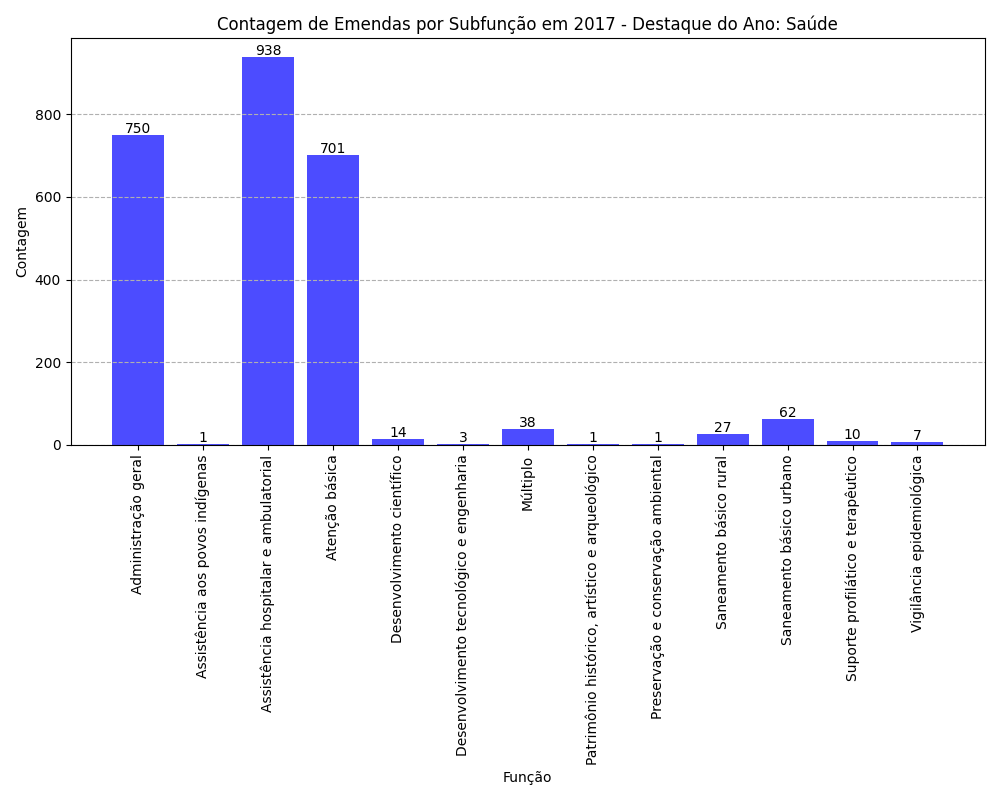 Contagem de Emendas por Subfunção em 2017 - Destaque do Ano: Saúde
Contagem
800
600
400
200
0
750
1
938
701
14
3
38
1
1
27
62
10
7
Administração geral
Assistência aos povos indígenas
Assistência hospitalar e ambulatorial
Atenção básica
Desenvolvimento científico
Desenvolvimento tecnológico e engenharia
Múltiplo
Patrimônio histórico, artístico e arqueológico
Preservação e conservação ambiental
Saneamento básico rural
Saneamento básico urbano
Suporte profilático e terapêutico
Vigilância epidemiológica
Função